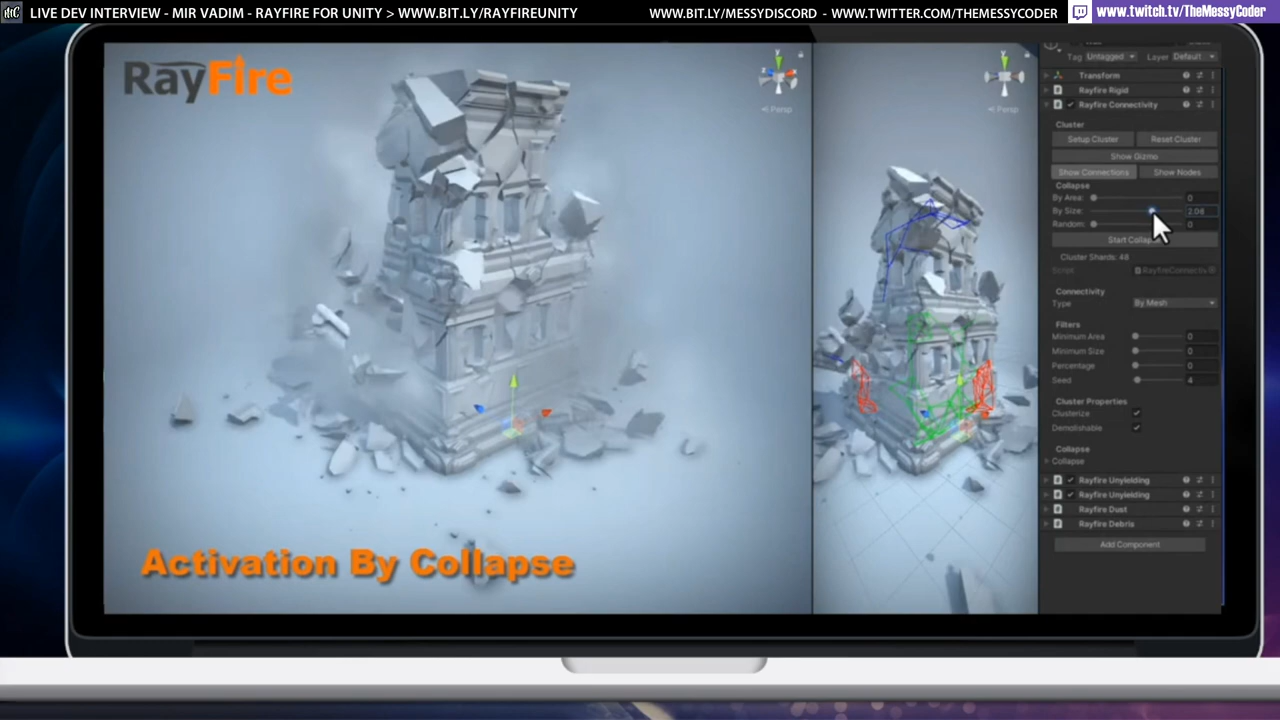 LIVE DEV INTERVIEW - MIR VADIM - RAYFIRE FOR UNITY > WWW.BIT.LY/RAYFIREUNITY
WWW.BIT.LY/MESSYDISCORD - WWW.TWITTER.COM/THEMESSYCODER
www.twitch.tv/TheMessyCoder
RayFire
Persp
Persp
Activation By Collapse
Tag Untagged Layer Default
Transform
Rayfire Rigid
Rayfire Connectivity
Cluster
Setup Cluster Reset Cluster
Show Gizmo
Show Connections Show Nodes
Collapse
By Area: 0
By Size:
Random: 0
Start
Cluster Shards: 48
Script
Connectivity
Type By Mesh
Filters
Minimum Area 0
Minimum Size 0
Percentage 0
Seed 4
Cluster Properties
Clusterize
Demolishable
Collapse
Collapse
Rayfire Unyielding
Rayfire Unyielding
Rayfire Dust
Rayfire Debris
Add Component